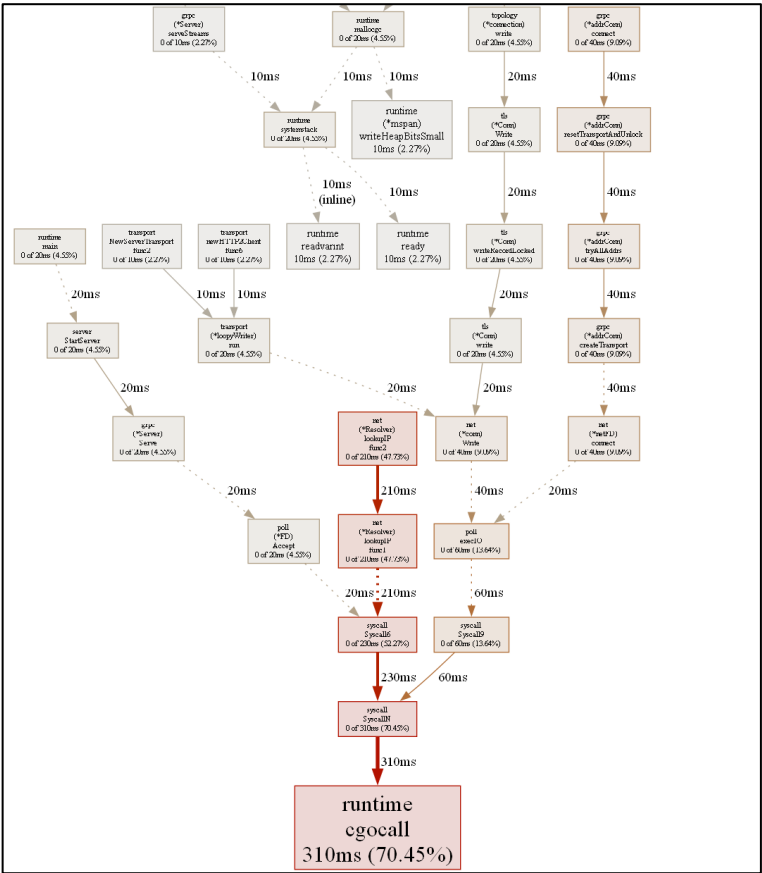 grpc
(*Server)
serveStreams
0 of 10ms (2.27%)
runtime
mallocgc
0 of 20ms (4.55%)
topology
(*connection)
write
0 of 20ms (4.55%)
grpc
(*addrConn)
connect
0 of 40ms (9.09%)
10ms
10ms
10ms
20ms
40ms
runtime
systemstack
0 of 20ms (4.55%)
runtime
(*mspan)
writeHeapBitsSmall
10ms (2.27%)
tls
(*Conn)
Write
0 of 20ms (4.55%)
grpc
(*addrConn)
resetTransportAndUnlock
0 of 40ms (9.09%)
10ms
(inline)
10ms
20ms
40ms
runtime
main
0 of 20ms (4.55%)
transport
NewServerTransport
func2
0 of 10ms (2.27%)
transport
newHTTP2Client
func6
0 of 10ms (2.27%)
runtime
readvarint
10ms (2.27%)
runtime
ready
10ms (2.27%)
tls
(*Conn)
writeRecordLocked
0 of 20ms (4.55%)
grpc
(*addrConn)
tryAllAddrs
0 of 40ms (9.09%)
20ms
10ms
10ms
20ms
40ms
server
StartServer
0 of 20ms (4.55%)
transport
(*loopyWriter)
run
0 of 20ms (4.55%)
tls
(*Conn)
write
0 of 20ms (4.55%)
grpc
(*addrConn)
createTransport
0 of 40ms (9.09%)
20ms
20ms
20ms
40ms
grpc
(*Server)
Serve
0 of 20ms (4.55%)
net
(*Resolver)
lookupIP
func2
0 of 210ms (47.73%)
net
(*conn)
Write
0 of 40ms (9.09%)
net
(*netFD)
connect
0 of 40ms (9.09%)
20ms
210ms
40ms
20ms
poll
(*FD)
Accept
0 of 20ms (4.55%)
net
(*Resolver)
lookupIP
func1
0 of 210ms (47.73%)
poll
execIO
0 of 60ms (13.64%)
20ms
210ms
60ms
syscall
Syscall6
0 of 230ms (52.27%)
syscall
Syscall9
0 of 60ms (13.64%)
230ms
60ms
syscall
SyscallN
0 of 310ms (70.45%)
310ms
runtime
cgocall
310ms (70.45%)